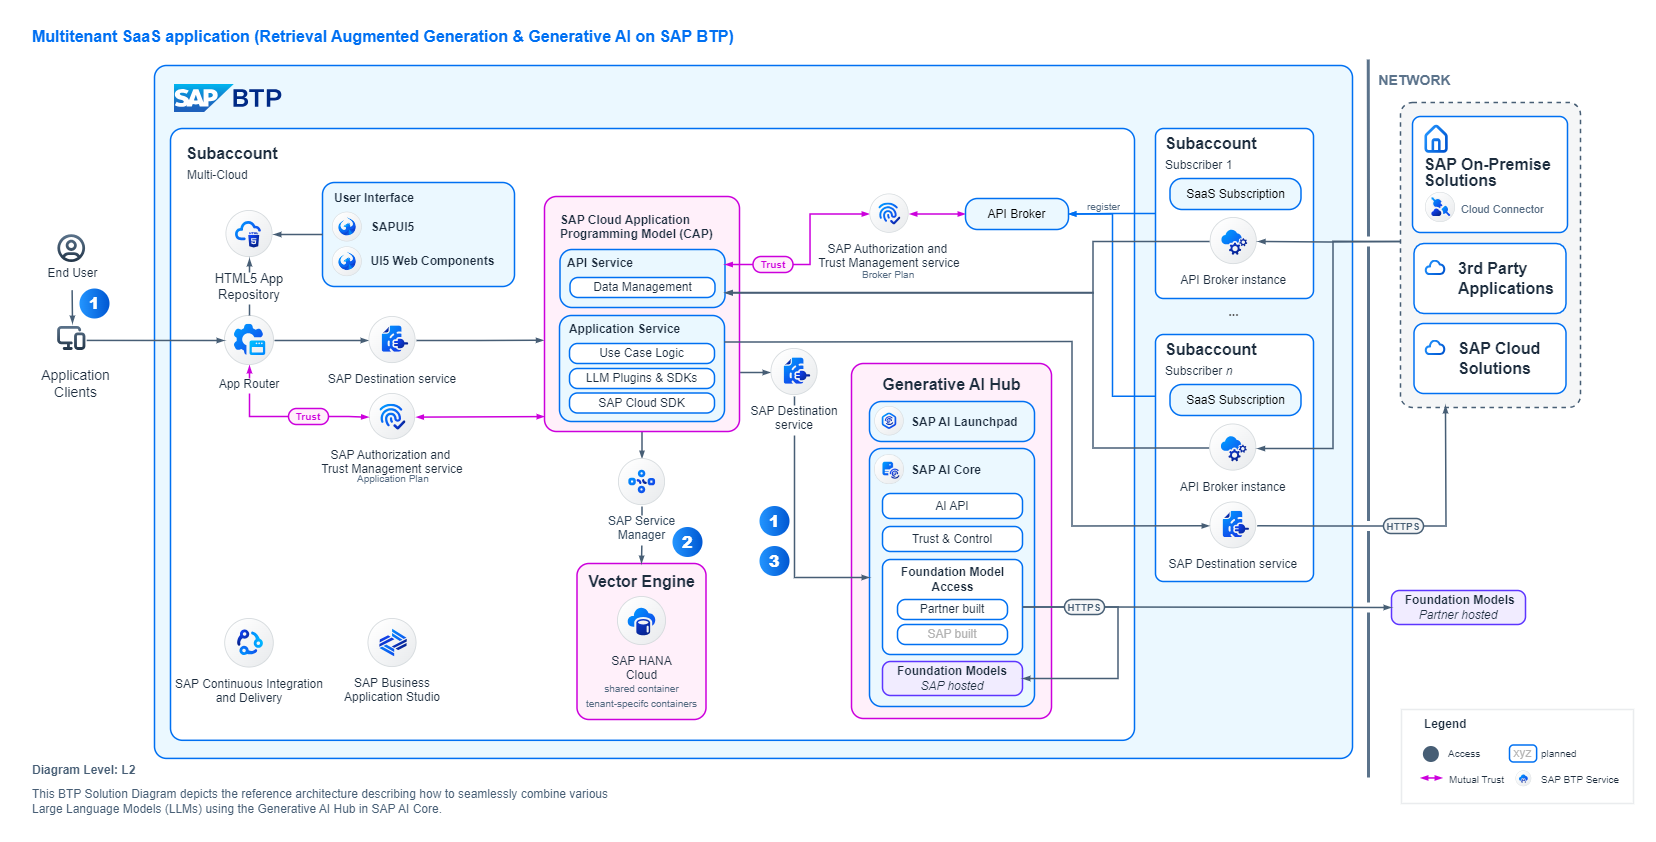 Multitenant SaaS application (Retrieval Augmented Generation & Generative AI on SAP BTP)
NETWORK
SAP BTP
Subaccount
Multi-Cloud
User Interface
SAPUI5
UI5 Web Components
HTML
5
HTML5 App
Repository
End User
1
Application
Clients
App Router
SAP Destination service
Trust
SAP Authorization and
Trust Management service
Application Plan
SAP Cloud Application
Programming Model (CAP)
API Service
Data Management
Application Service
Use Case Logic
LLM Plugins & SDKs
SAP Cloud SDK
Trust
SAP Authorization and
Trust Management service
Broker Plan
API Broker
register
SAP Destination
service
SAP Service
Manager
2
Vector Engine
SAP HANA
Cloud
shared container
tenant-specifc containers
1
3
Generative AI Hub
SAP AI Launchpad
SAP AI Core
AI API
Trust & Control
Foundation Model
Access
Partner built
SAP built
Foundation Models
SAP hosted
HTTPS
SAP Continuous Integration
and Delivery
SAP Business
Application Studio
Subaccount
Subscriber 1
SaaS Subscription
API Broker instance
...
Subaccount
Subscriber n
SaaS Subscription
API Broker instance
SAP Destination service
SAP On-Premise
Solutions
Cloud Connector
3rd Party
Applications
SAP Cloud
Solutions
HTTPS
Foundation Models
Partner hosted
Legend
Access
xyz
planned
Mutual Trust
SAP BTP Service
Diagram Level: L2
This BTP Solution Diagram depicts the reference architecture describing how to seamlessly combine various
Large Language Models (LLMs) using the Generative AI Hub in SAP AI Core.